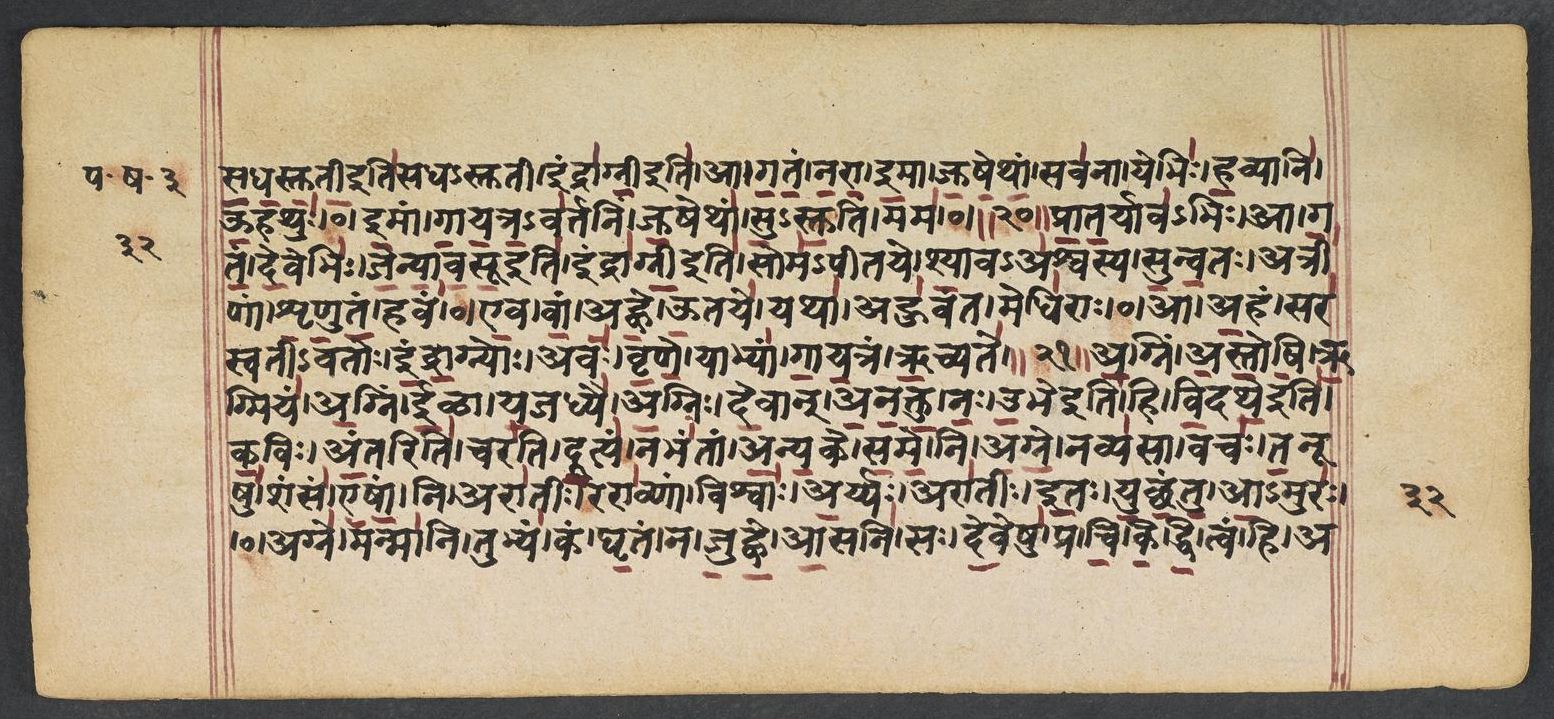 प॰ ष॰ ३
३२
सधस्तुती इति सधऽस्तुती । इंद्राग्नी इति । आ । गतं । नरा । इमा । जुषेथां । सवना । येभिः । हव्यानि ।
ऊहथुः । ० । इमां । गायत्रऽवर्तनिं । जुषेथां । सुऽस्तुतिं । मम । ० ॥ २० ॥ प्रातर्यावऽभिः । आ । ग
तं । देवेभिः । जेन्यावसू इति । इंद्राग्नी इति । सोमऽपीतये । श्यावऽअश्वस्य । सुन्वतः । अत्री
णां । शृणुतं । हवं । ० । एव । वां । अह्वे । ऊतये । यथा । अहुवंत । मेधिराः । ० । आ । अहं । सर
स्वतीऽवतोः । इंद्राग्न्योः । अवः । वृणे । याभ्यां । गायत्रं । ऋच्यते ॥ २१ ॥ अग्निं । अस्तोषि । ऋ
ग्मियं । अग्निं । ईळा । यजध्यै । अग्निः । देवान् । अनक्तु । नः । उभे इति । हि । विदथे इति ।
कविः । अंतरिति । चरति । दूत्यं । नभंतां । अन्यके । समे । नि । अग्ने । नव्यसा । वचः । तनू
षु । शंसं । एषां । नि । अरातीः । रराव्णां । विश्वाः । अर्य्यः । अरातीः । इतः । युच्छंतु । आऽमुरः ।
। ० । अग्ने । मन्मानि । तुभ्यं । कं । घृतं । न । जुह्वे । आसनि । सः । देवेषु । प्र । चिकिद्धि । त्वं । हि । अ
३२